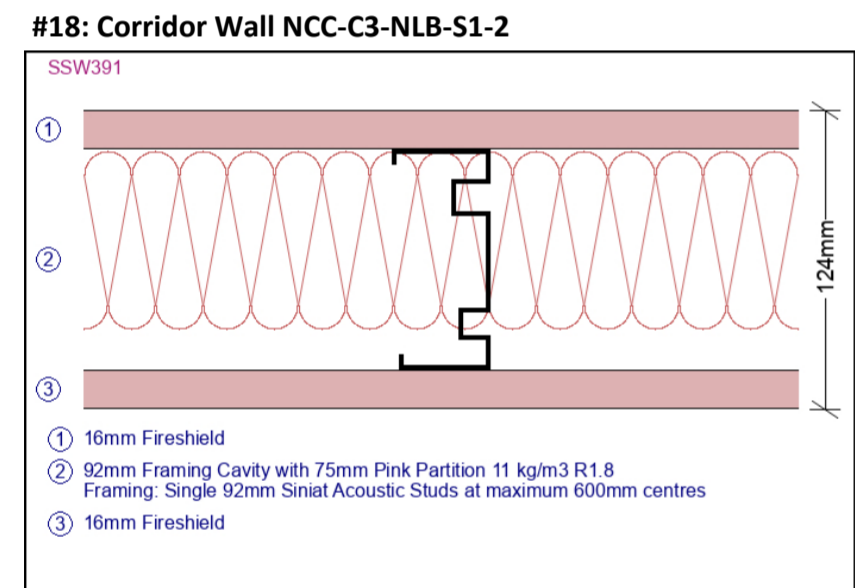 #18: Corridor Wall NCC-C3-NLB-S1-2
SSW391
1
2
3
124mm
1 16mm Fireshield
2 92mm Framing Cavity with 75mm Pink Partition 11 kg/m3 R1.8
Framing: Single 92mm Siniat Acoustic Studs at maximum 600mm centres
3 16mm Fireshield